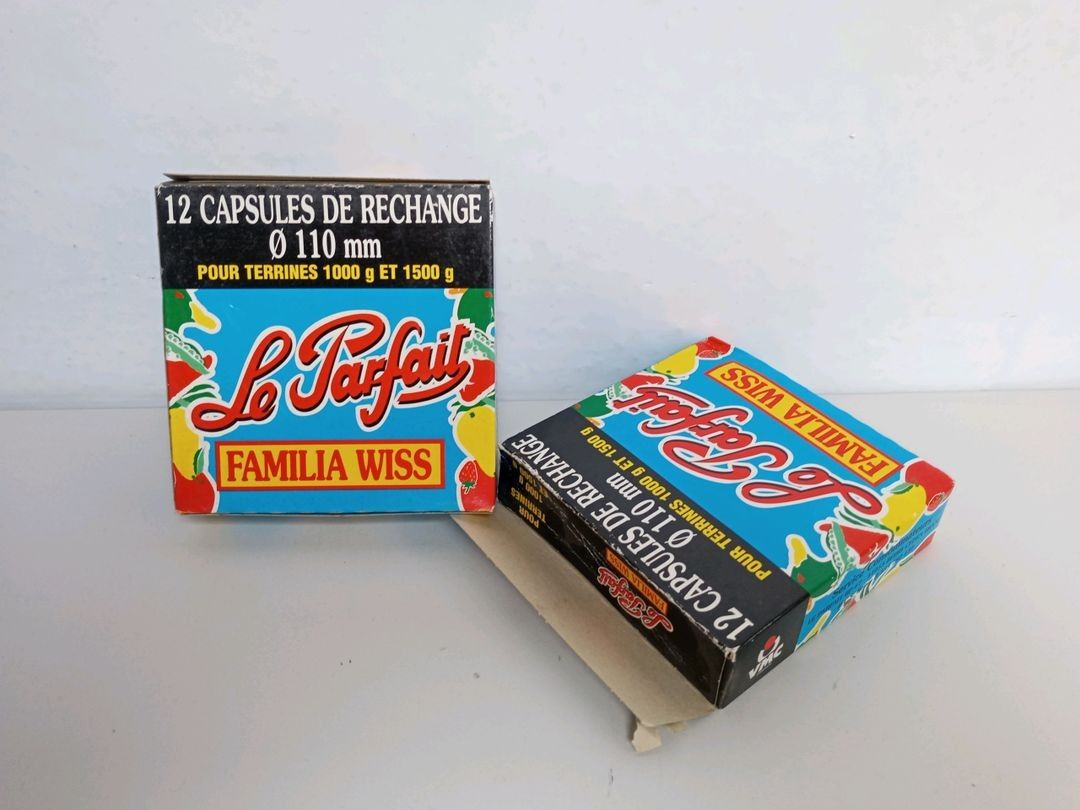 12 CAPSULES DE RECHANGE
Ø 110 mm
POUR TERRINES 1000 g ET 1500 g
Le Parfait
FAMILIA WISS
12 CAPSULES DE RECHANGE
Ø 110 mm
POUR TERRINES 1000 g ET 1500 g
Le Parfait
FAMILIA WISS
POUR
TERRINES
1000 g
FAMILIA WISS
Le Parfait
VMC